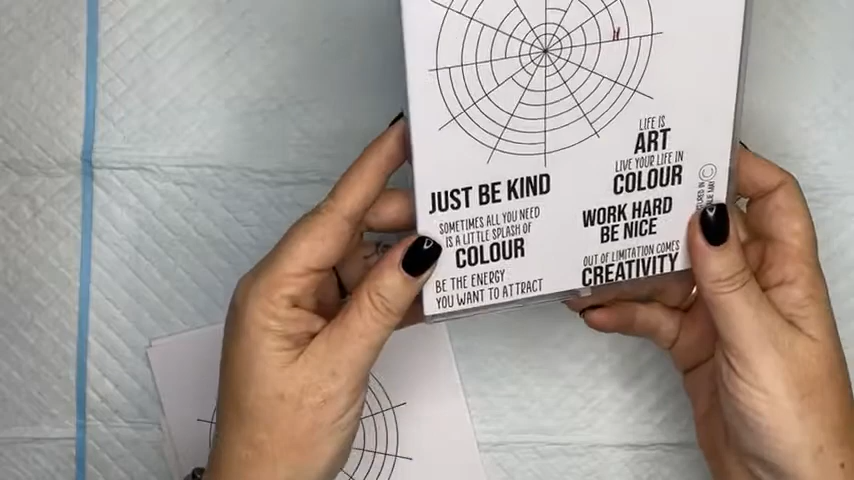 JUST BE KIND
SOMETIMES ALL YOU NEED
IS A LITTLE SPLASH OF
COLOUR
BE THE ENERGY
YOU WANT TO ATTRACT
LIFE IS
ART
LIVE YOUR LIFE IN
COLOUR
WORK HARD
BE NICE
OUT OF LIMITATION COMES
CREATIVITY
©